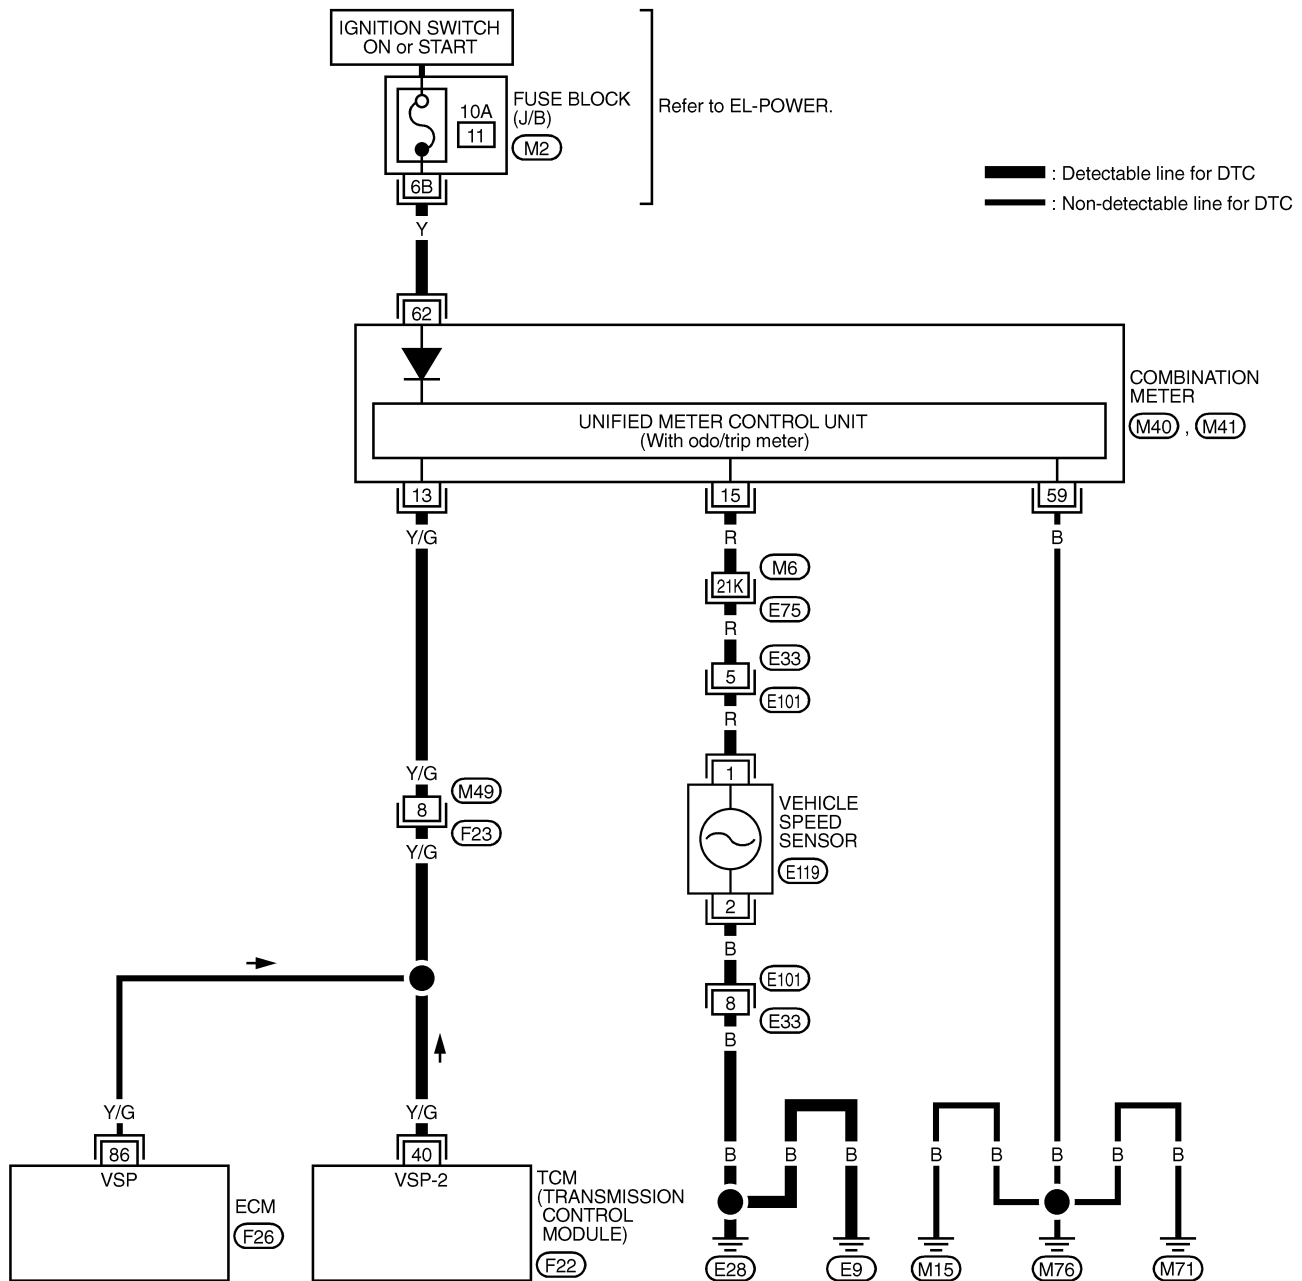 IGNITION SWITCH
ON or START
FUSE BLOCK
(J/B)
10A
11
M2
Refer to EL-POWER.
6B
Y
: Detectable line for DTC
: Non-detectable line for DTC
62
COMBINATION
METER
M40 , M41
UNIFIED METER CONTROL UNIT
(With odo/trip meter)
13
15
59
Y/G
R
B
M6
21K
E75
R
E33
5
E101
R
Y/G
1
M49
8
F23
Y/G
VEHICLE
SPEED
SENSOR
E119
2
B
E101
8
E33
B
Y/G
Y/G
B
B
B
B
B
B
B
B
86
40
VSP
VSP-2
ECM
F26
TCM
(TRANSMISSION
CONTROL
MODULE)
F22
E28
E9
M15
M76
M71